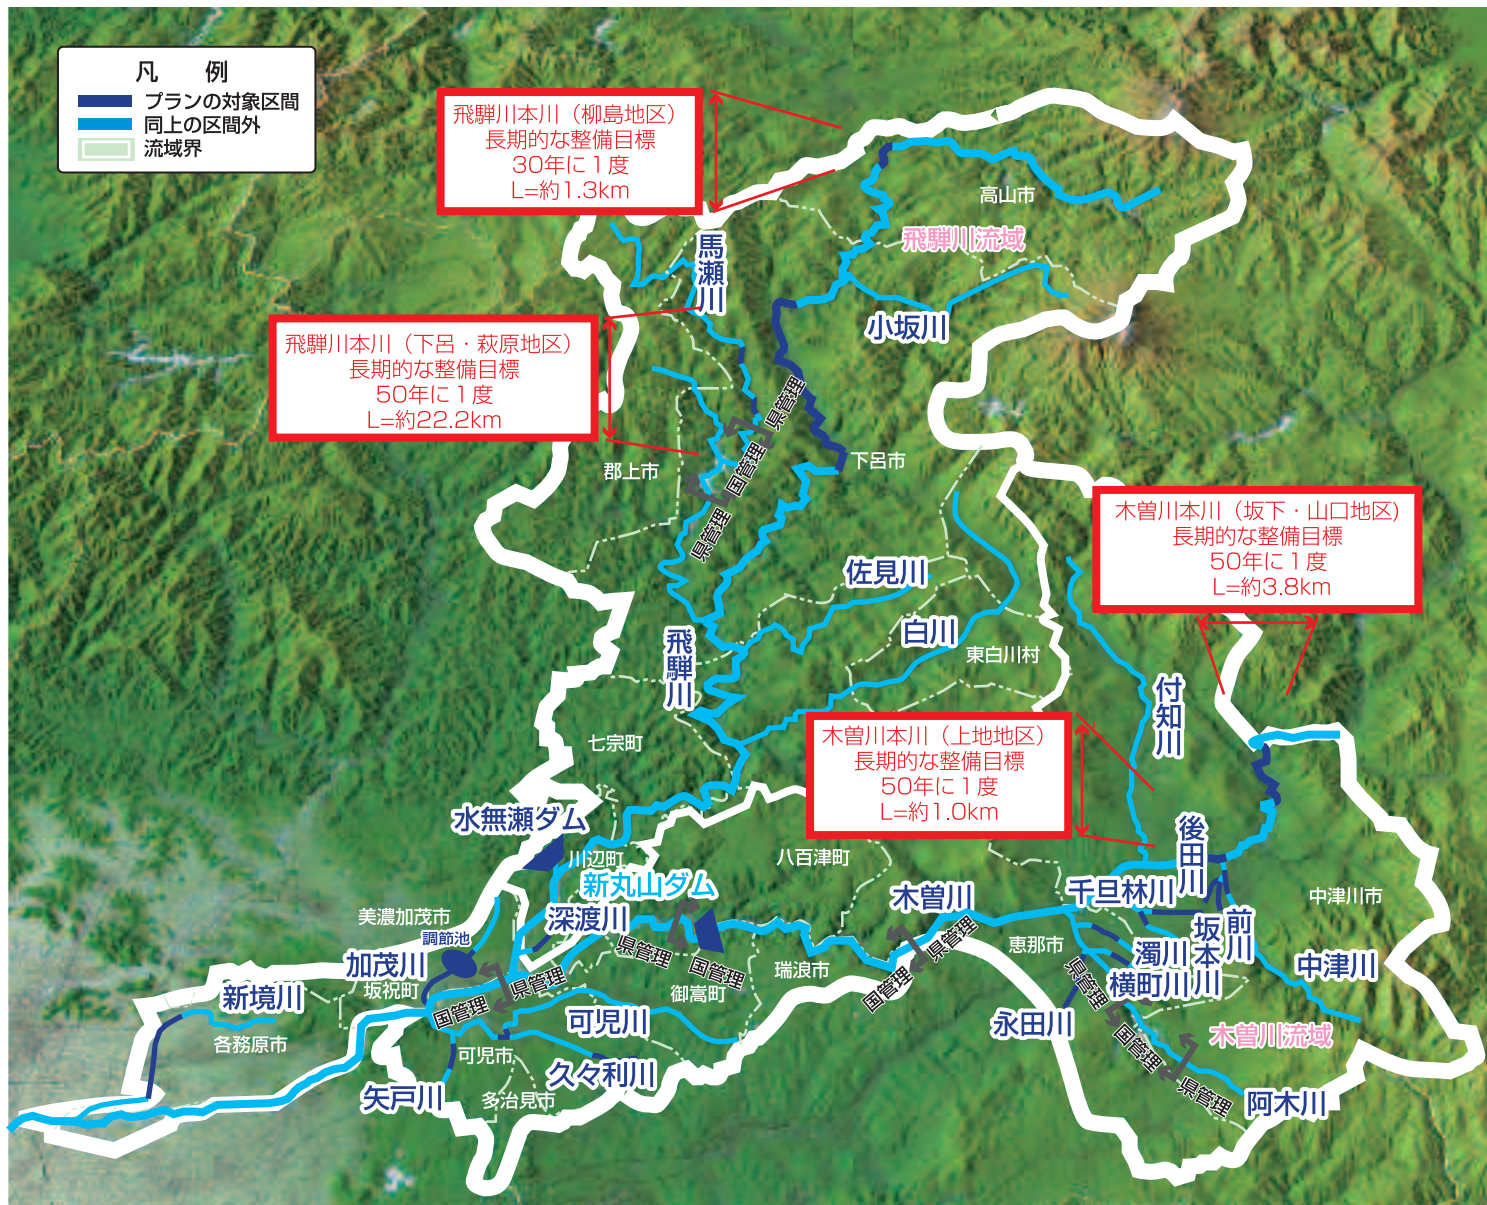 凡 例
プランの対象区間
同上の区間外
流域界
飛騨川本川（柳島地区）
長期的な整備目標
30年に１度
L=約1.3km
高山市
飛騨川流域
馬瀬川
小坂川
飛騨川本川（下呂・萩原地区）
長期的な整備目標
50年に１度
L=約22.2km
県管理
国管理
県管理
郡上市
下呂市
木曽川本川（坂下・山口地区）
長期的な整備目標
50年に１度
L=約3.8km
佐見川
白川
東白川村
飛騨川
付知川
七宗町
木曽川本川（上地地区）
長期的な整備目標
50年に１度
L=約1.0km
水無瀬ダム
川辺町
八百津町
新丸山ダム
後田川
千旦林川
木曽川
中津川市
美濃加茂市
深渡川
調節池
前川
坂本川
県管理
国管理
県管理
国管理
恵那市
濁川
加茂川
坂祝町
県管理
国管理
瑞浪市
御嵩町
横町川
中津川
新境川
可児川
永田川
県管理
国管理
県管理
木曽川流域
各務原市
可児市
久々利川
矢戸川
多治見市
阿木川